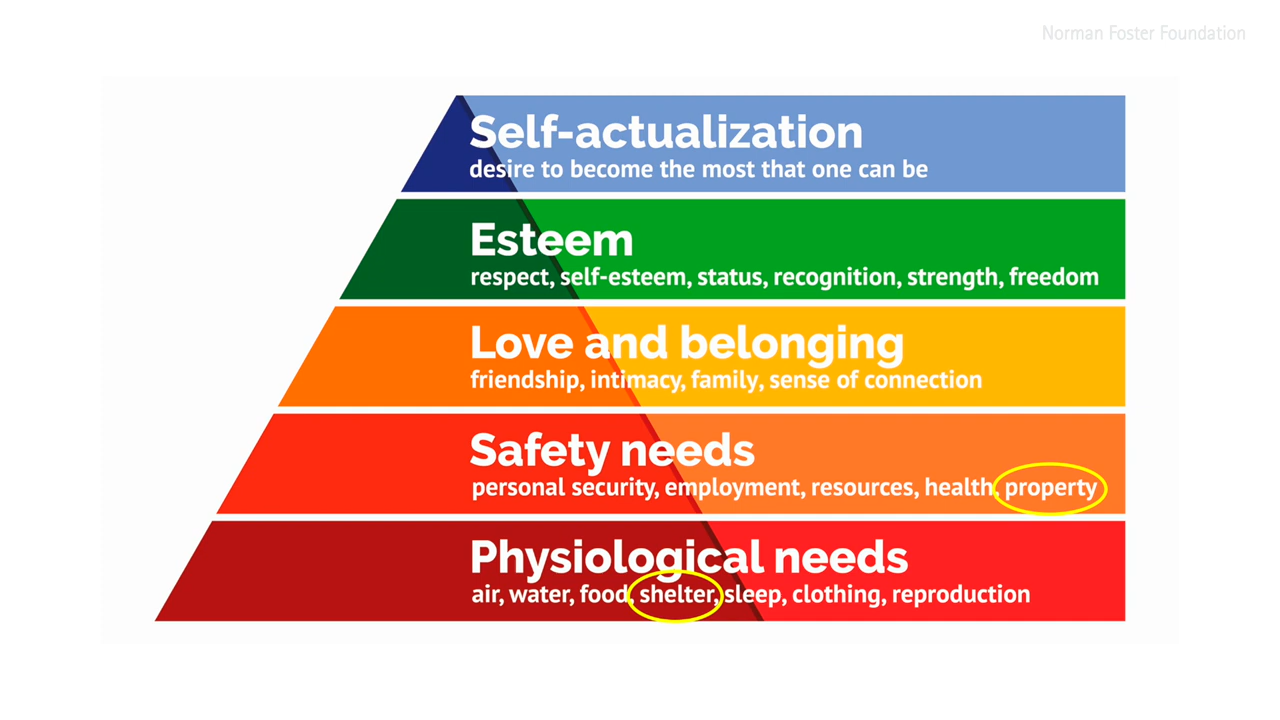 Norman Foster Foundation
Self-actualization
desire to become the most that one can be
Esteem
respect, self-esteem, status, recognition, strength, freedom
Love and belonging
friendship, intimacy, family, sense of connection
Safety needs
personal security, employment, resources, health, property
Physiological needs
air, water, food, shelter, sleep, clothing, reproduction